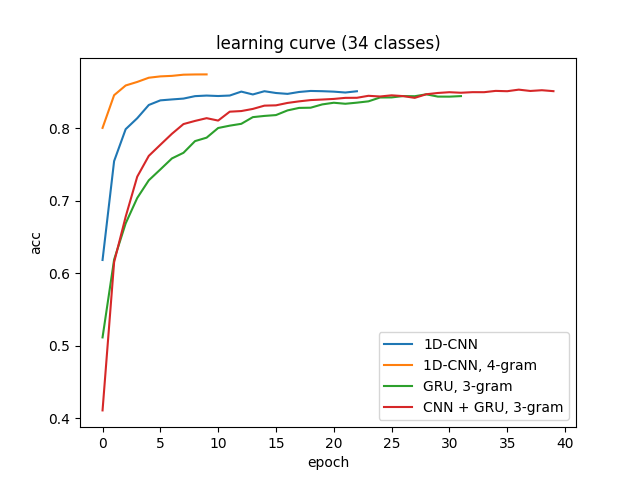 learning curve (34 classes)
acc
0.8
0.7
0.6
0.5
0.4
0 5 10 15 20 25 30 35 40
epoch
1D-CNN
1D-CNN, 4-gram
GRU, 3-gram
CNN + GRU, 3-gram